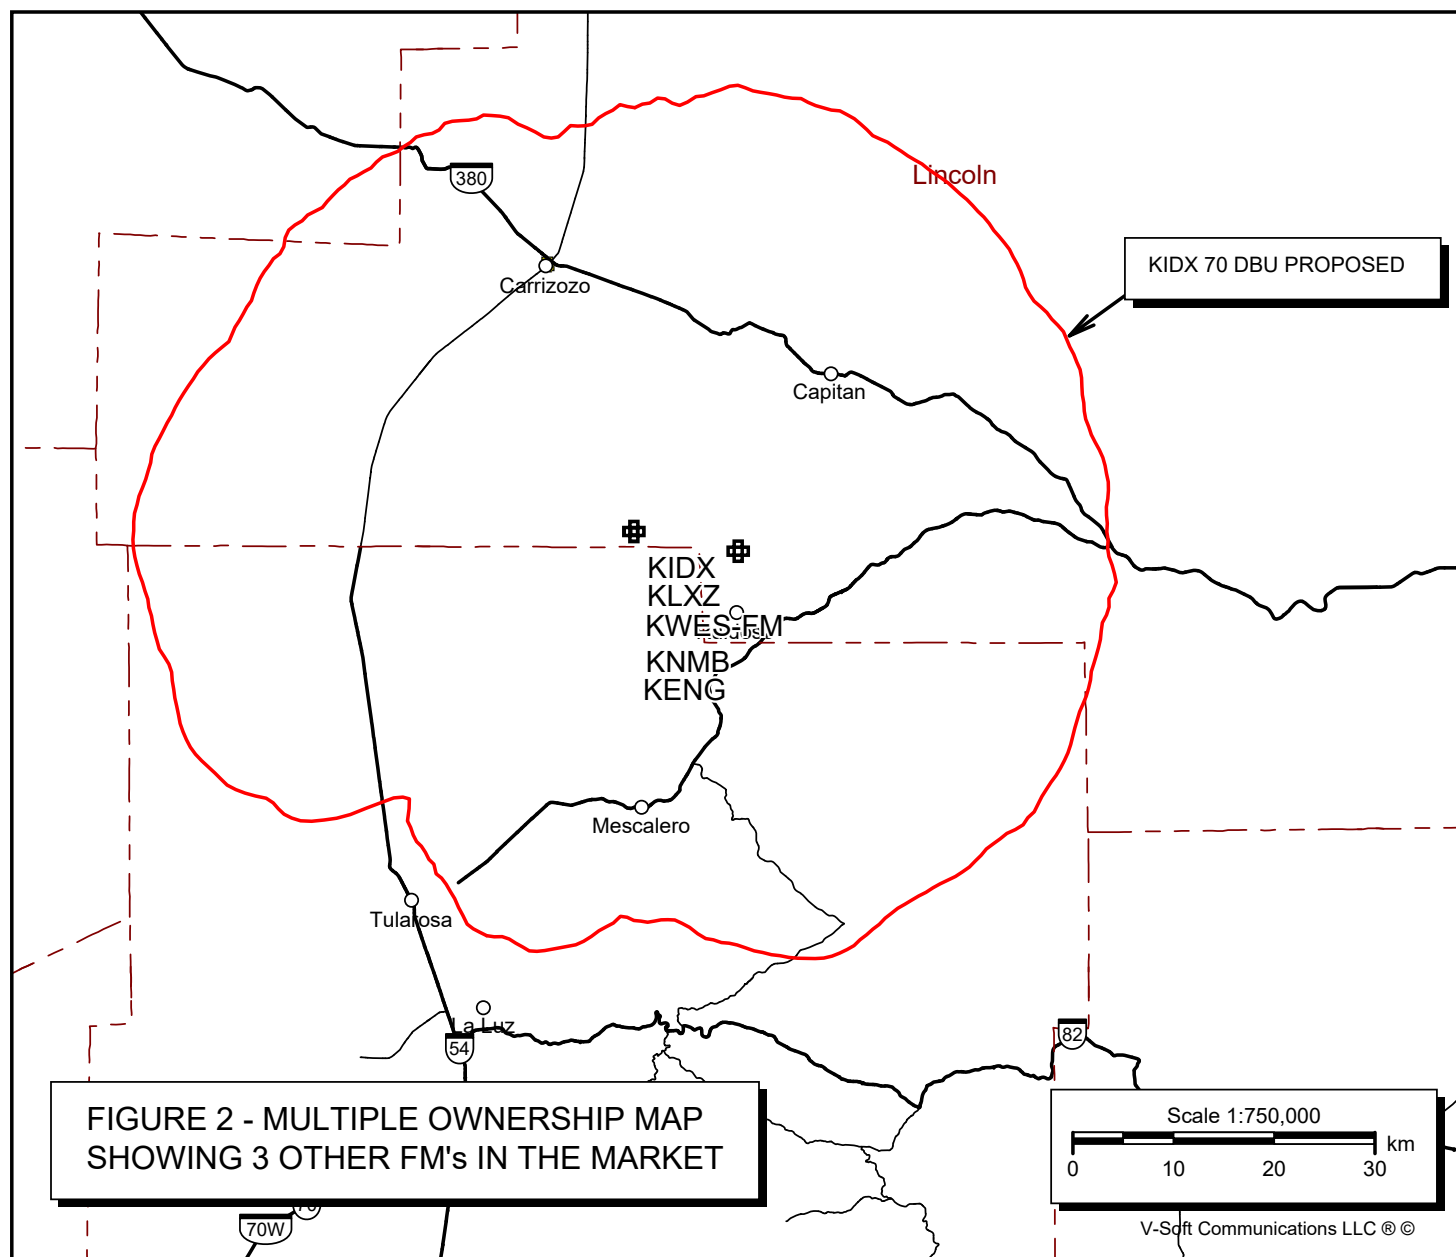 Lincoln
380
KIDX 70 DBU PROPOSED
Carrizozo
Capitan
KIDX
KLXZ
KWES-FM
KNMB
KENG
Mescalero
Tularosa
La Luz
54
82
FIGURE 2 - MULTIPLE OWNERSHIP MAP
SHOWING 3 OTHER FM's IN THE MARKET
Scale 1:750,000
km
0 10 20 30
70
70W
V-Soft Communications LLC ® ©